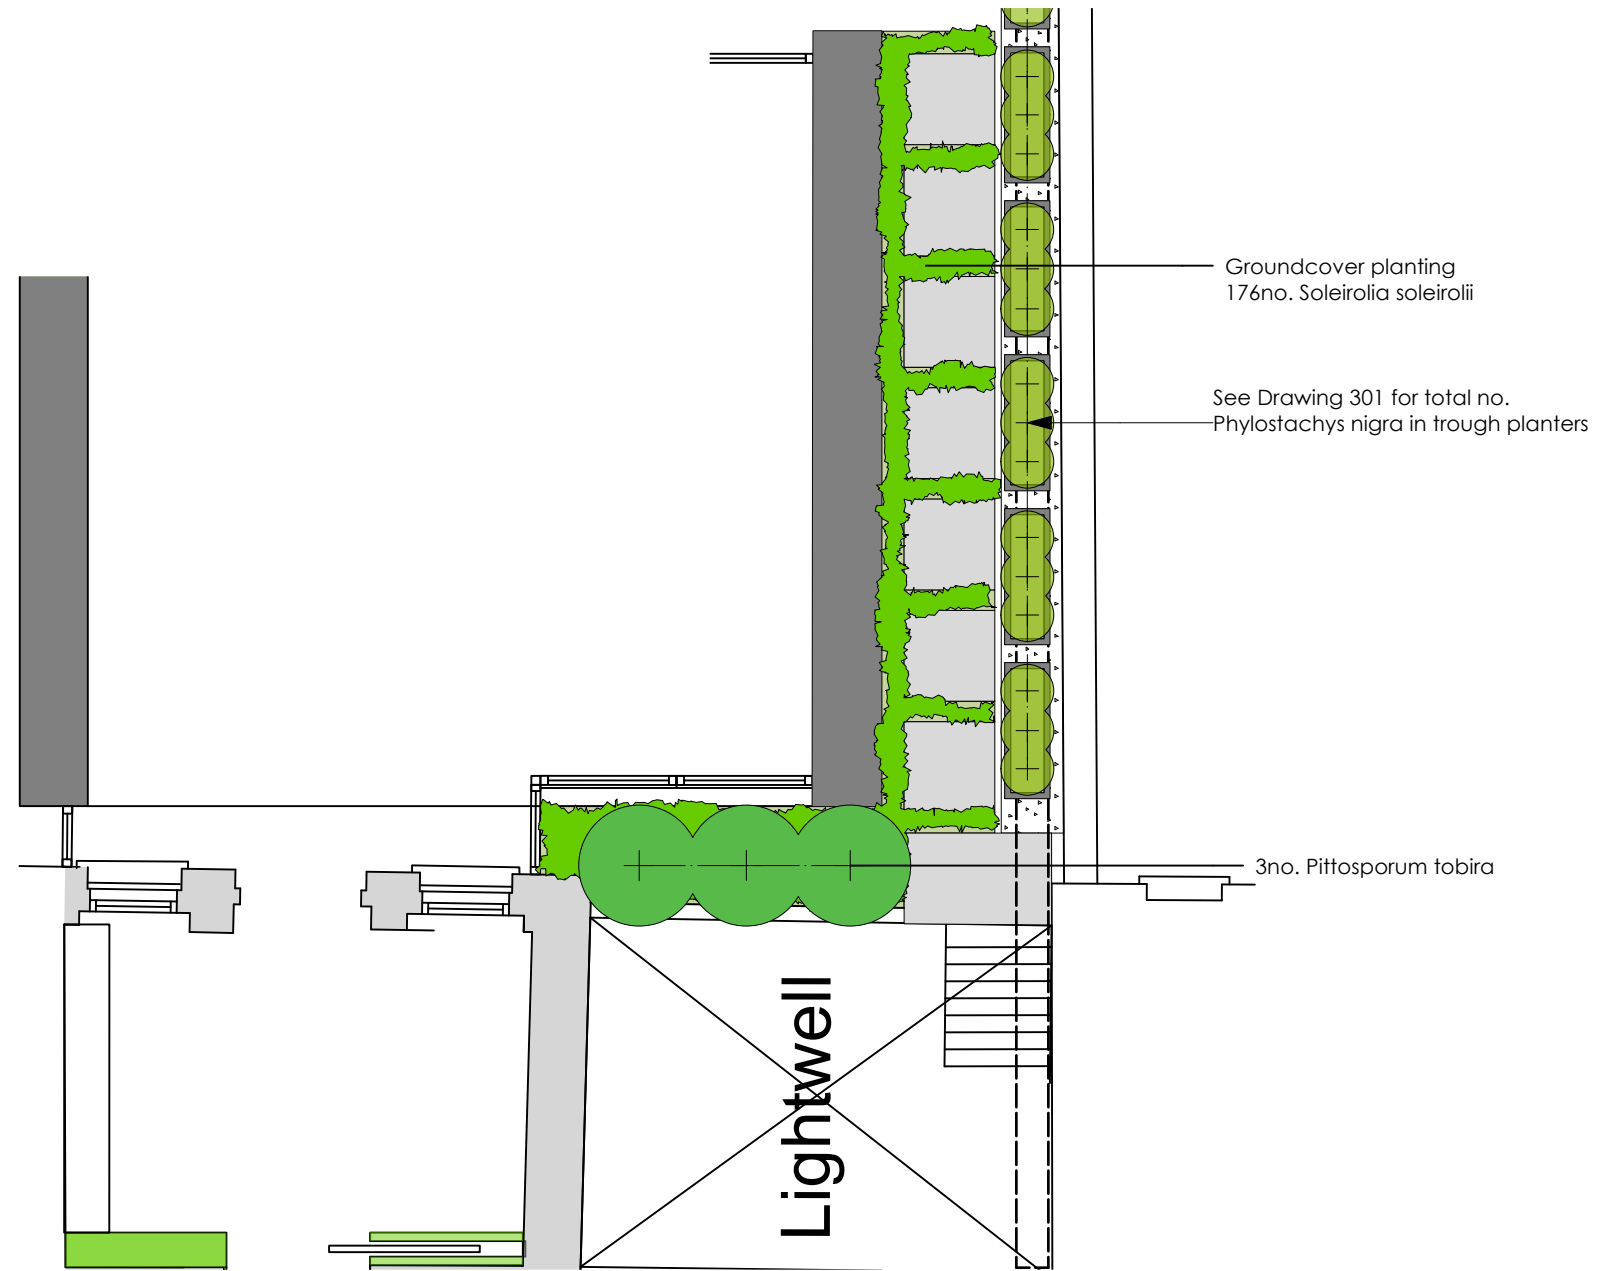 Groundcover planting
176no. Soleirolia soleirolii
See Drawing 301 for total no.
Phylostachys nigra in trough planters
3no. Pittosporum tobira
Lightwell